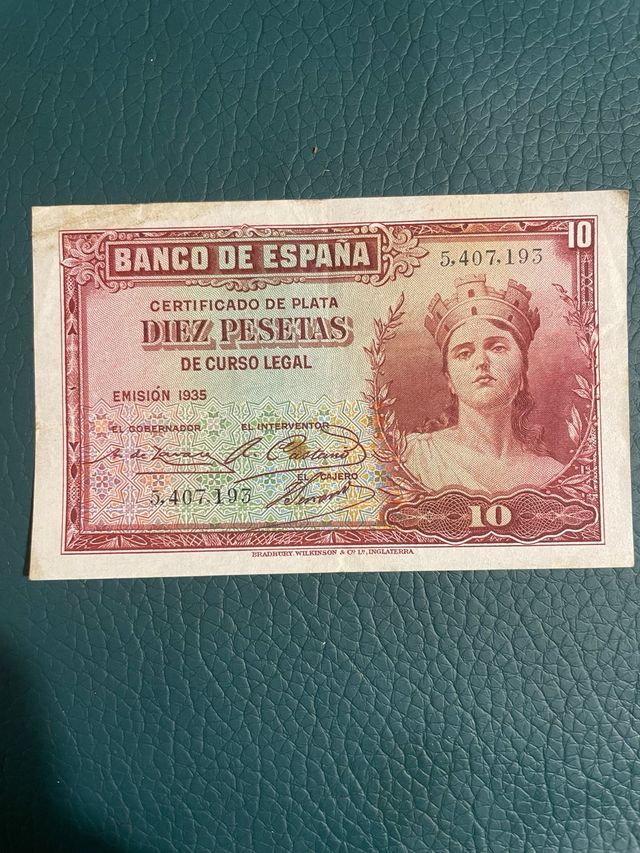 10
BANCO DE ESPAÑA
5,407,193
CERTIFICADO DE PLATA
DIEZ PESETAS
DE CURSO LEGAL
EMISIÓN 1935
EL GOBERNADOR EL INTERVENTOR
EL CAJERO
5,407,193
10
BRADBURY, WILKINSON & Cº Lᴰ, INGLATERRA